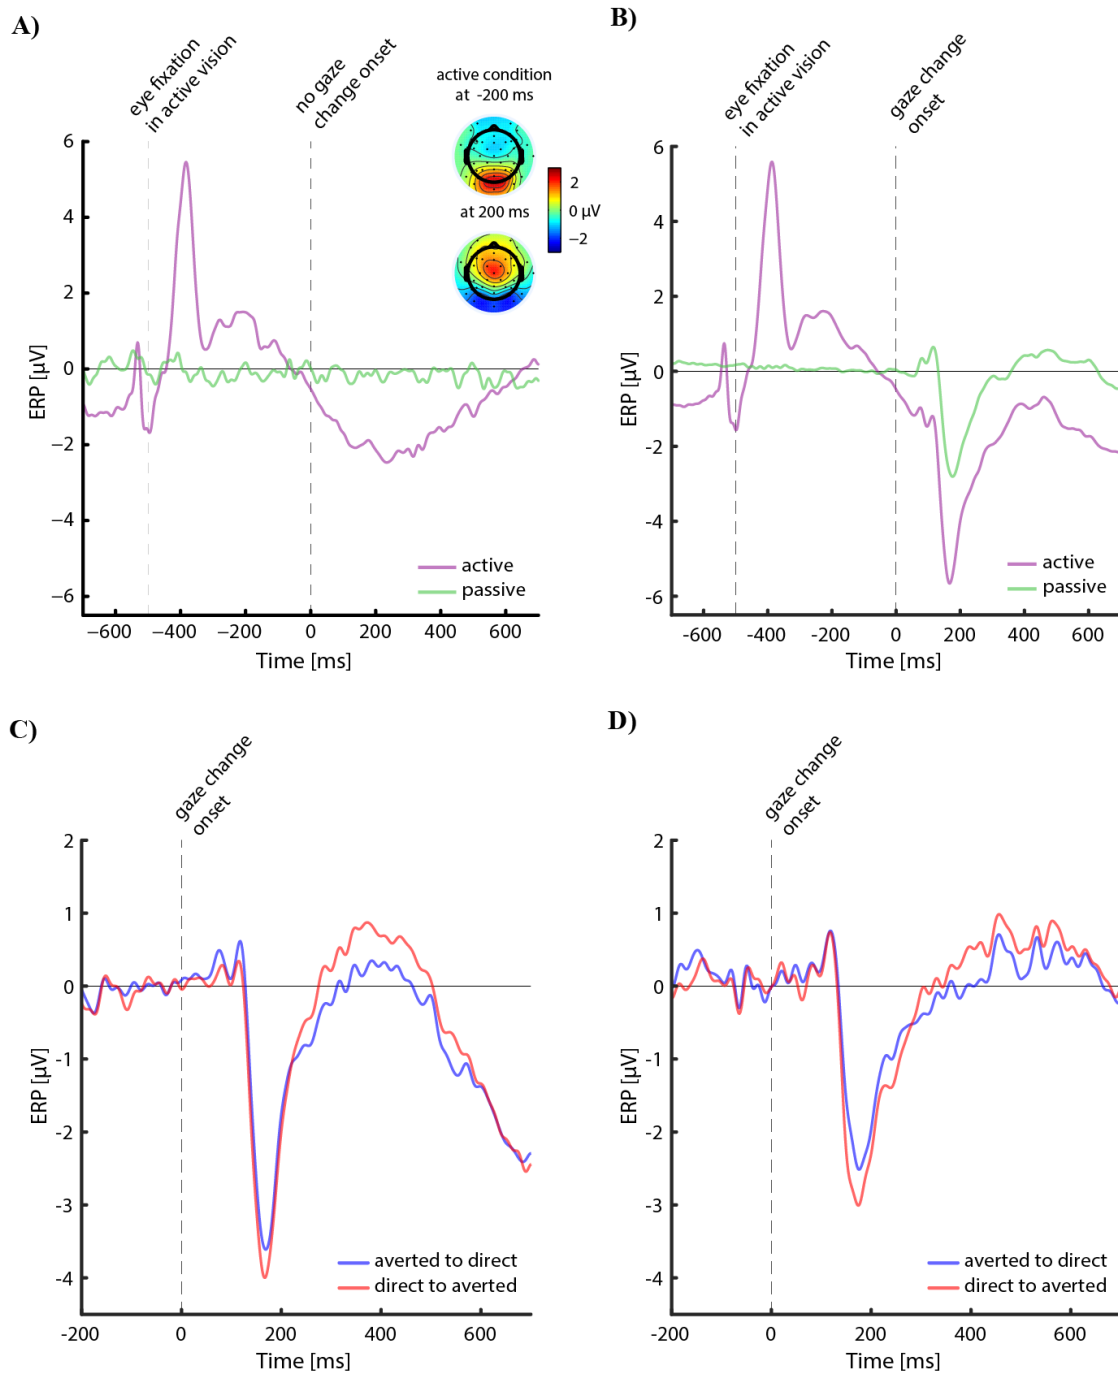 A)
eye fixation
in active vision
no gaze
change onset
active condition
at -200 ms
at 200 ms
2
0 µV
−2
6
4
2
0
−2
−4
−6
ERP [µV]
active
passive
−600 −400 −200 0 200 400 600
Time [ms]
B)
eye fixation
in active vision
gaze change
onset
6
4
2
0
-2
-4
-6
ERP [µV]
active
passive
-600 -400 -200 0 200 400 600
Time [ms]
C)
gaze change
onset
2
1
0
-1
-2
-3
-4
ERP [µV]
averted to direct
direct to averted
-200 0 200 400 600
Time [ms]
D)
gaze change
onset
2
1
0
-1
-2
-3
-4
ERP [µV]
averted to direct
direct to averted
-200 0 200 400 600
Time [ms]